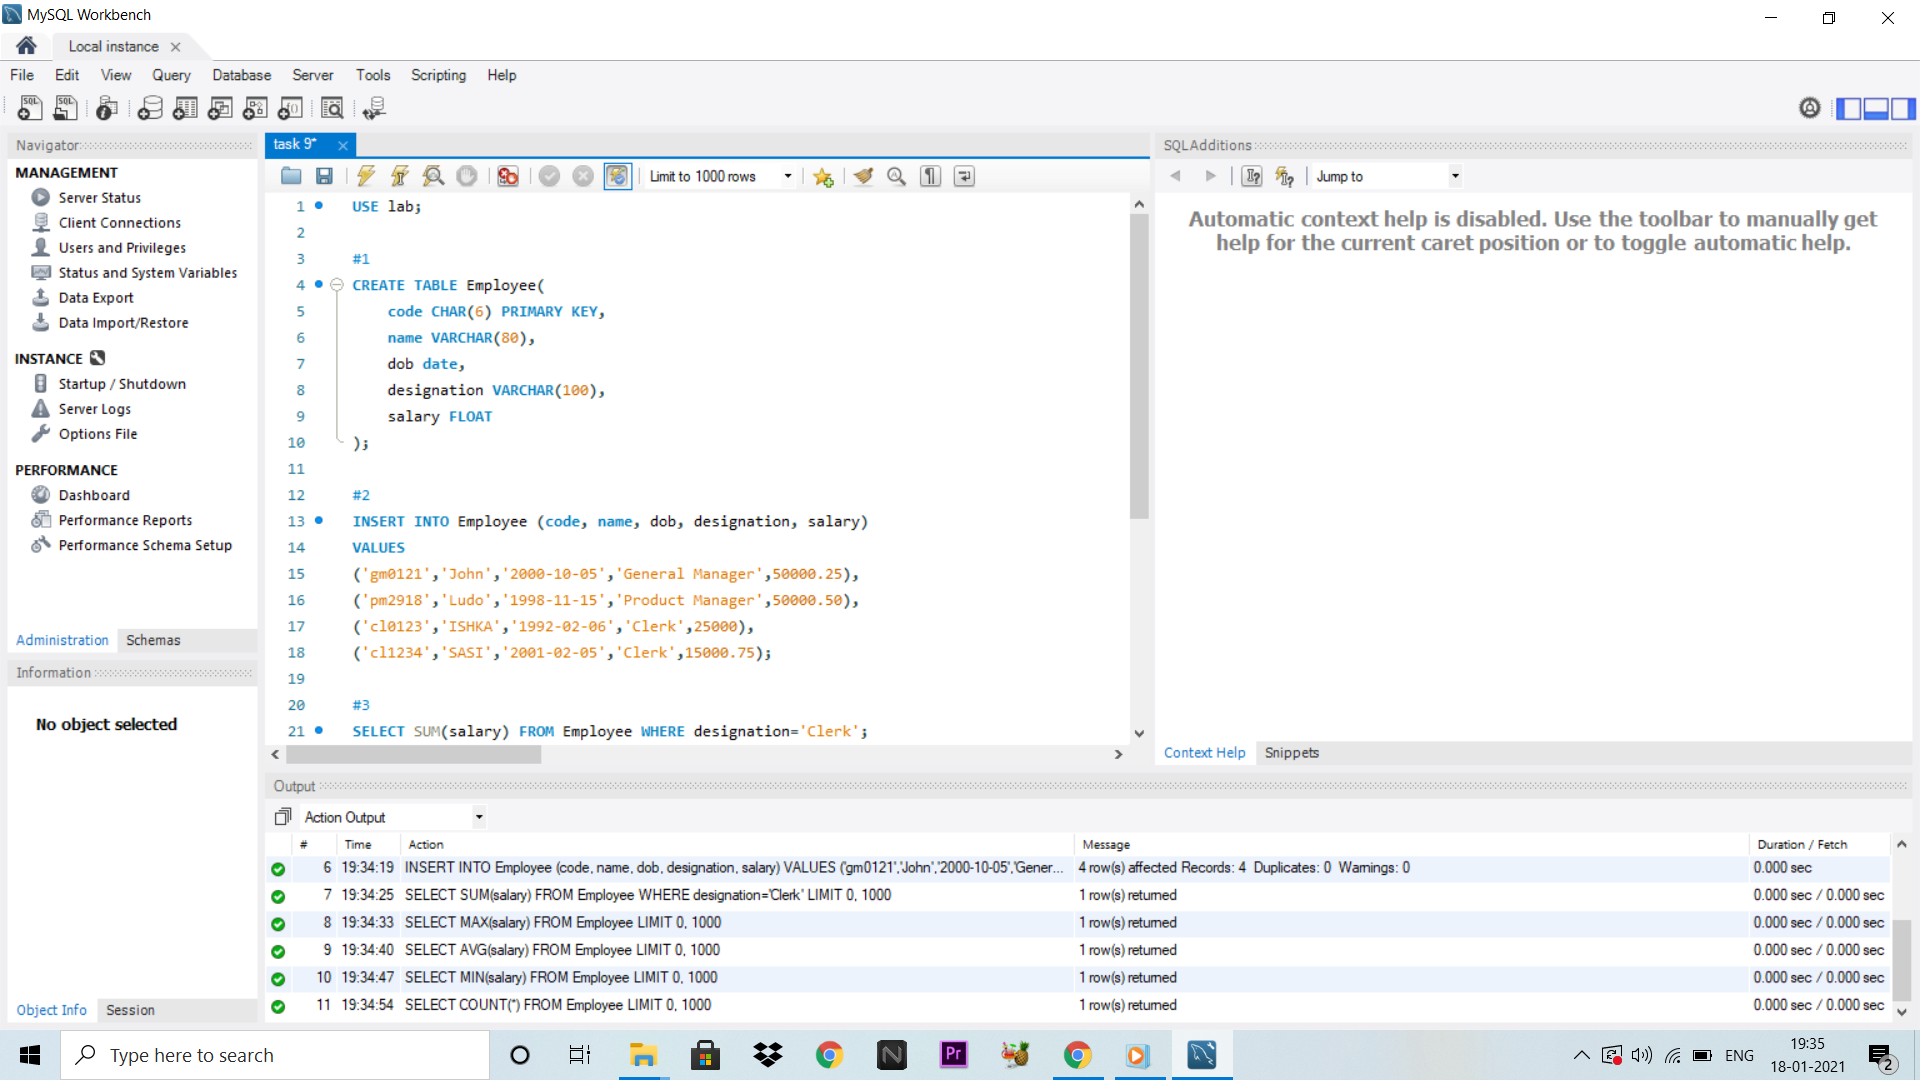 MySQL Workbench
Local instance
File Edit View Query Database Server Tools Scripting Help
Navigator
MANAGEMENT
Server Status
Client Connections
Users and Privileges
Status and System Variables
Data Export
Data Import/Restore
INSTANCE
Startup / Shutdown
Server Logs
Options File
PERFORMANCE
Dashboard
Performance Reports
Performance Schema Setup
Administration Schemas
Information
No object selected
Object Info Session
task 9*
Limit to 1000 rows
1 USE lab;
2
3 #1
4 CREATE TABLE Employee(
5 code CHAR(6) PRIMARY KEY,
6 name VARCHAR(80),
7 dob date,
8 designation VARCHAR(100),
9 salary FLOAT
10 );
11
12 #2
13 INSERT INTO Employee (code, name, dob, designation, salary)
14 VALUES
15 ('gm0121','John','2000-10-05','General Manager',50000.25),
16 ('pm2918','Ludo','1998-11-15','Product Manager',50000.50),
17 ('cl0123','ISHKA','1992-02-06','Clerk',25000),
18 ('cl1234','SASI','2001-02-05','Clerk',15000.75);
19
20 #3
21 SELECT SUM(salary) FROM Employee WHERE designation='Clerk';
SQLAdditions
Jump to
Automatic context help is disabled. Use the toolbar to manually get
help for the current caret position or to toggle automatic help.
Context Help Snippets
Output
Action Output
# Time Action Message Duration / Fetch
6 19:34:19 INSERT INTO Employee (code, name, dob, designation, salary) VALUES ('gm0121','John','2000-10-05','Gener... 4 row(s) affected Records: 4 Duplicates: 0 Warnings: 0 0.000 sec
7 19:34:25 SELECT SUM(salary) FROM Employee WHERE designation='Clerk' LIMIT 0, 1000 1 row(s) returned 0.000 sec / 0.000 sec
8 19:34:33 SELECT MAX(salary) FROM Employee LIMIT 0, 1000 1 row(s) returned 0.000 sec / 0.000 sec
9 19:34:40 SELECT AVG(salary) FROM Employee LIMIT 0, 1000 1 row(s) returned 0.000 sec / 0.000 sec
10 19:34:47 SELECT MIN(salary) FROM Employee LIMIT 0, 1000 1 row(s) returned 0.000 sec / 0.000 sec
11 19:34:54 SELECT COUNT(*) FROM Employee LIMIT 0, 1000 1 row(s) returned 0.000 sec / 0.000 sec
Type here to search
Pr
ENG
19:35
18-01-2021
2